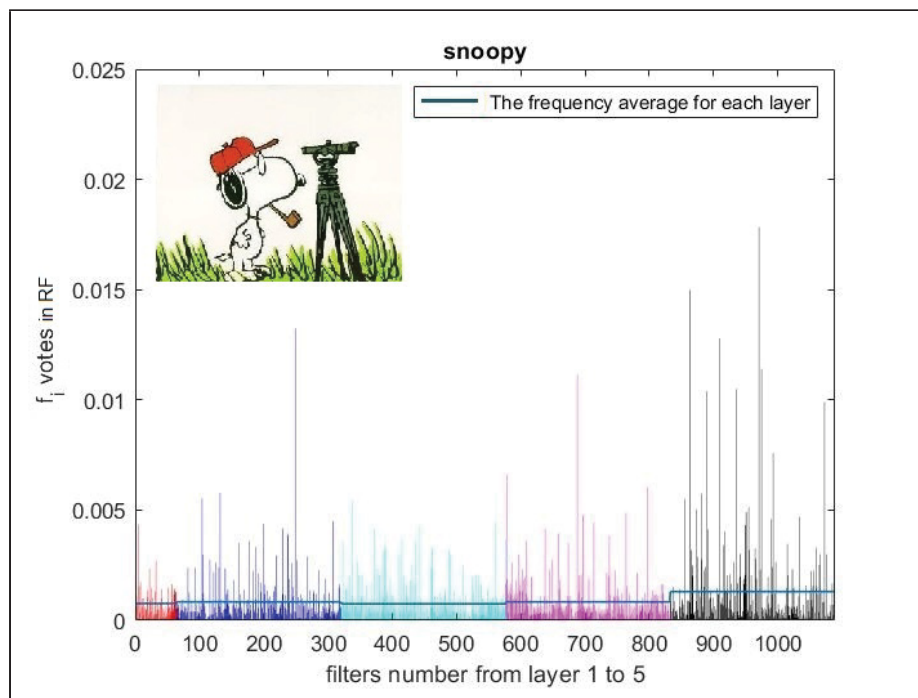 snoopy
The frequency average for each layer
0.025
0.02
0.015
0.01
0.005
0
f_i votes in RF
0 100 200 300 400 500 600 700 800 900 1000
filters number from layer 1 to 5